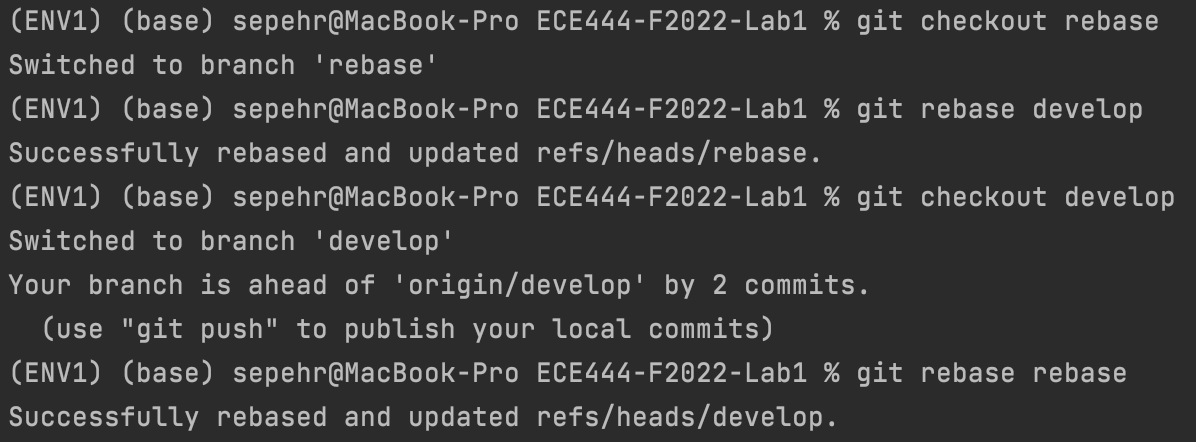 (ENV1) (base) sepehr@MacBook-Pro ECE444-F2022-Lab1 % git checkout rebase
Switched to branch 'rebase'
(ENV1) (base) sepehr@MacBook-Pro ECE444-F2022-Lab1 % git rebase develop
Successfully rebased and updated refs/heads/rebase.
(ENV1) (base) sepehr@MacBook-Pro ECE444-F2022-Lab1 % git checkout develop
Switched to branch 'develop'
Your branch is ahead of 'origin/develop' by 2 commits.
  (use "git push" to publish your local commits)
(ENV1) (base) sepehr@MacBook-Pro ECE444-F2022-Lab1 % git rebase rebase
Successfully rebased and updated refs/heads/develop.